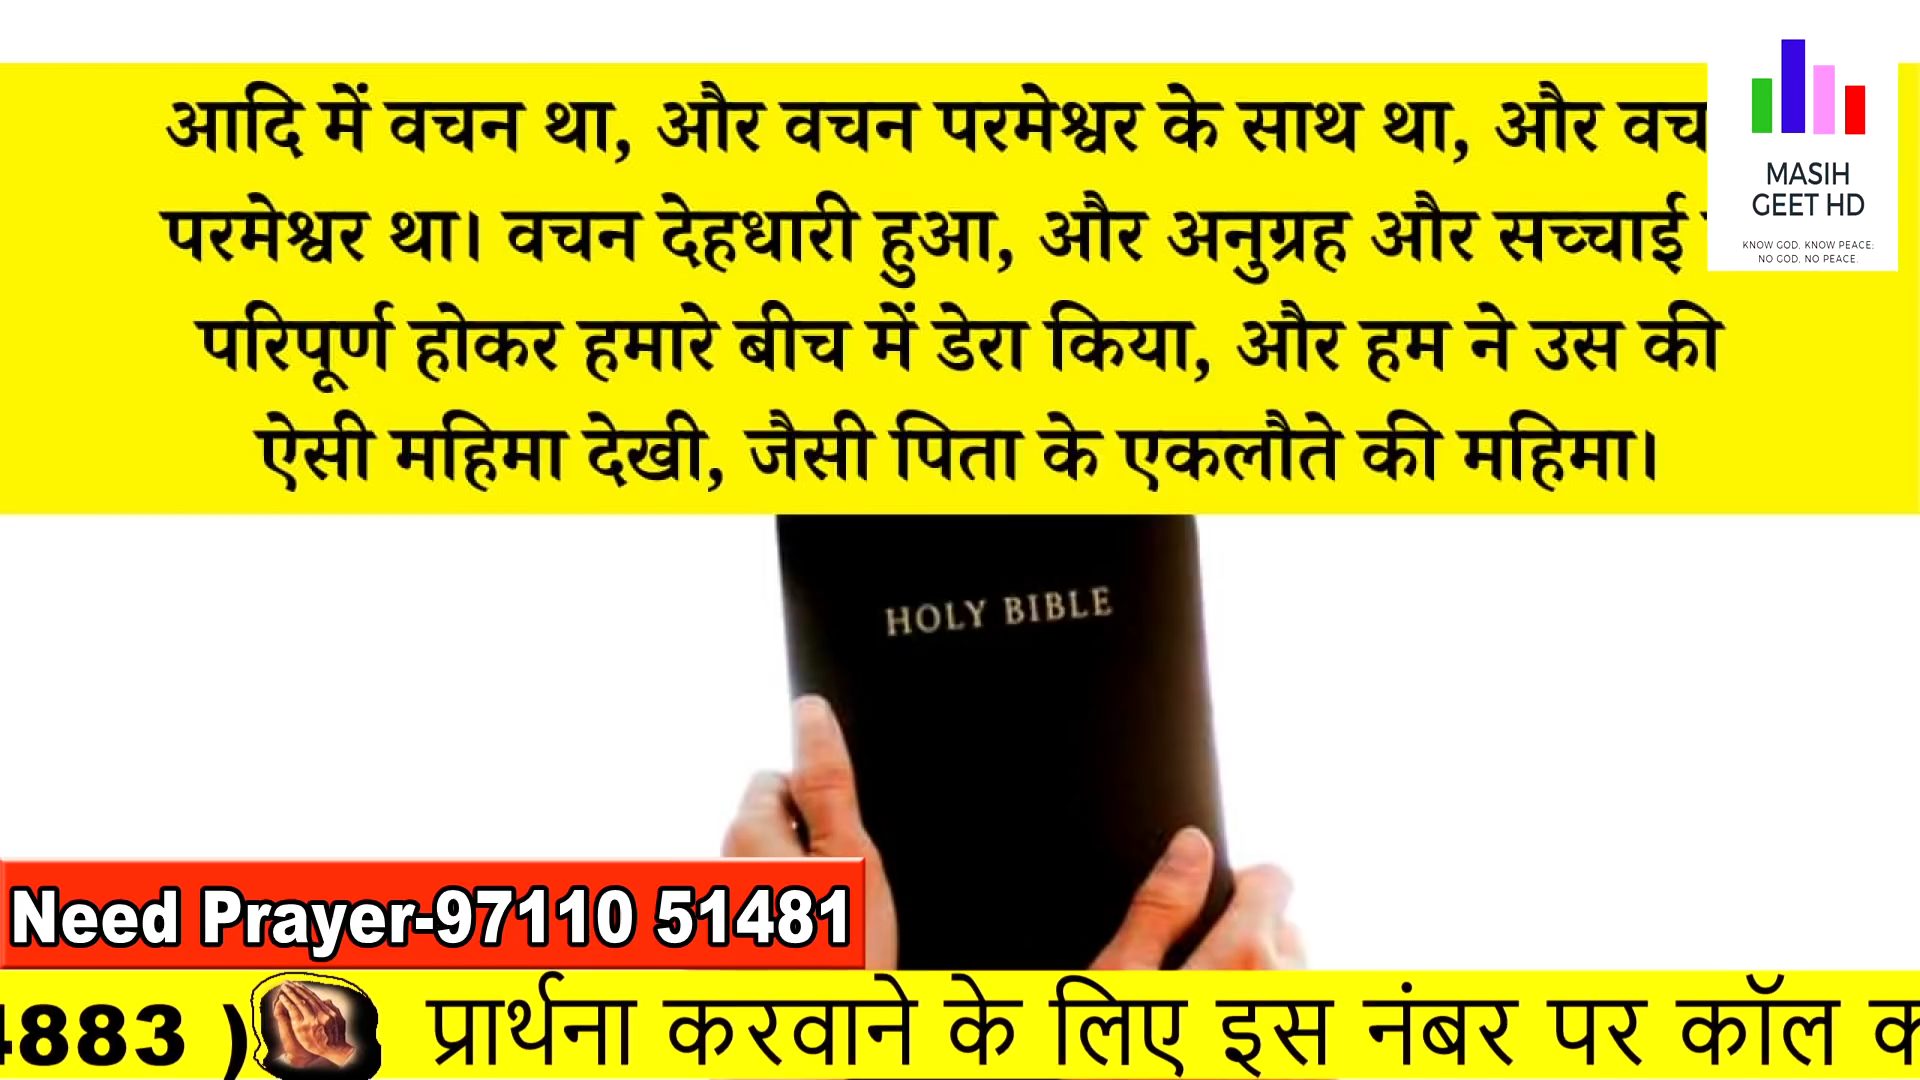 आदि में वचन था, और वचन परमेश्वर के साथ था, और वच
परमेश्वर था। वचन देहधारी हुआ, और अनुग्रह और सच्चाई
परिपूर्ण होकर हमारे बीच में डेरा किया, और हम ने उस की
ऐसी महिमा देखी, जैसी पिता के एकलौते की महिमा।
MASIH
GEET HD
KNOW GOD, KNOW PEACE;
NO GOD, NO PEACE.
HOLY BIBLE
Need Prayer-97110 51481
4883 ) प्रार्थना करवाने के लिए इस नंबर पर कॉल क